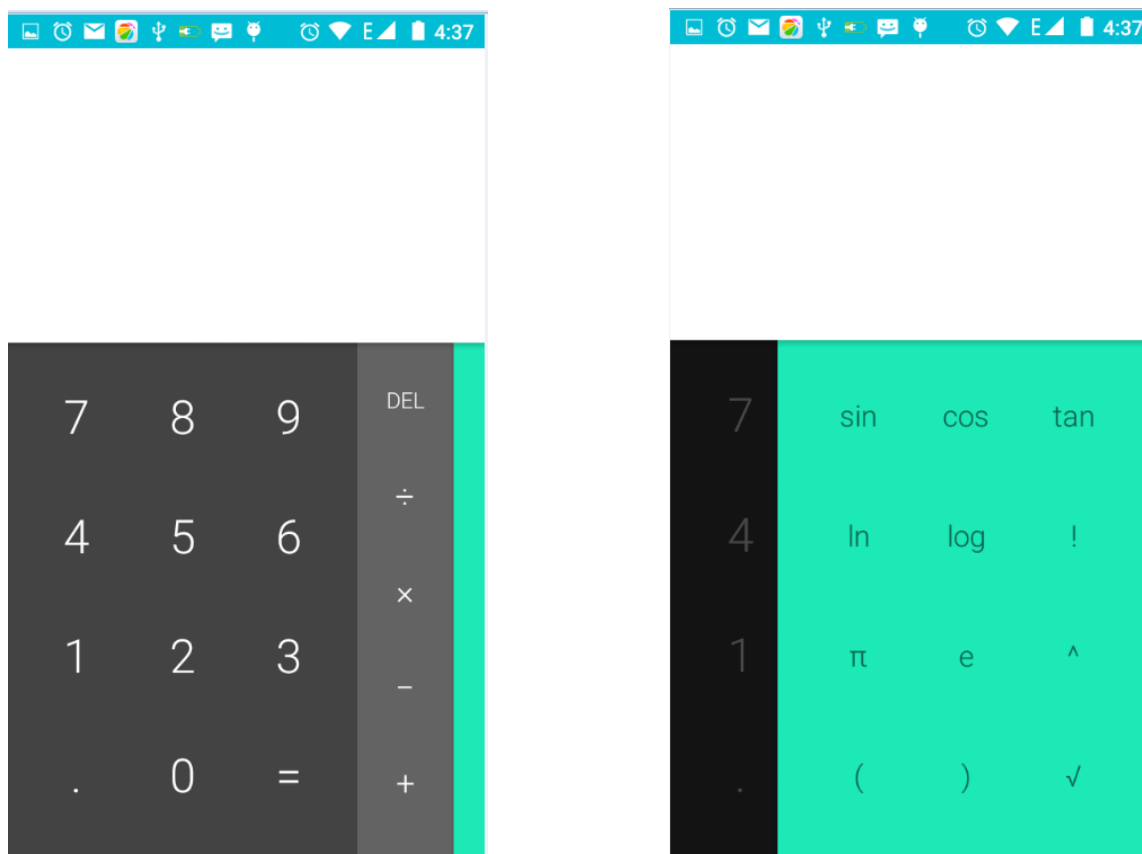 E 4:37
7 8 9 DEL
÷
4 5 6
×
1 2 3
−
. 0 = +
E 4:37
7 sin cos tan
4 ln log !
1 π e ^
. ( ) √